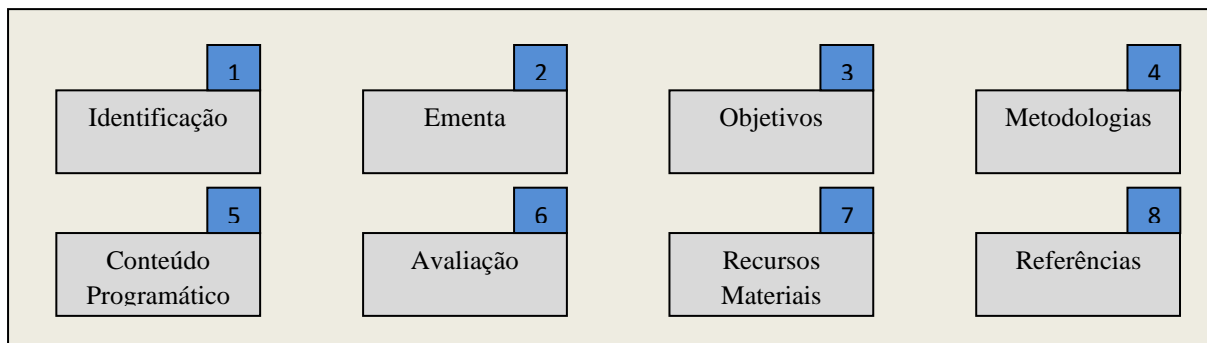 1
Identificação
2
Ementa
3
Objetivos
4
Metodologias
5
Conteúdo
Programático
6
Avaliação
7
Recursos
Materiais
8
Referências